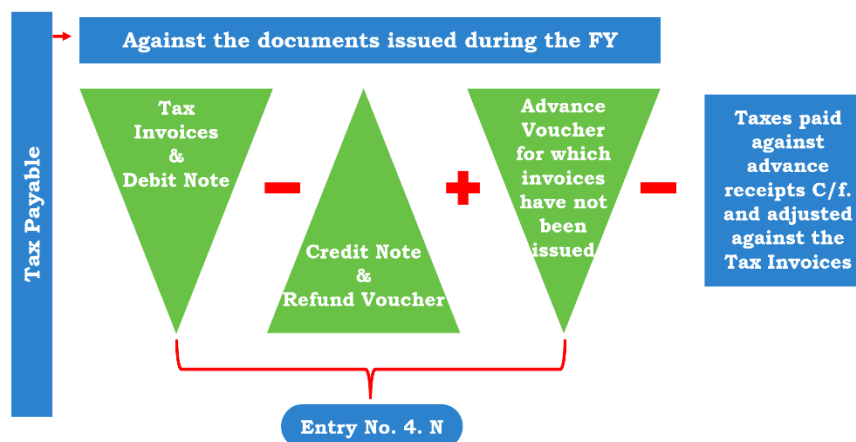 Tax Payable
Against the documents issued during the FY
Tax
Invoices
&
Debit Note
Credit Note
&
Refund Voucher
Advance
Voucher
for which
invoices
have not
been
issued
Taxes paid
against
advance
receipts C/f.
and adjusted
against the
Tax Invoices
Entry No. 4. N